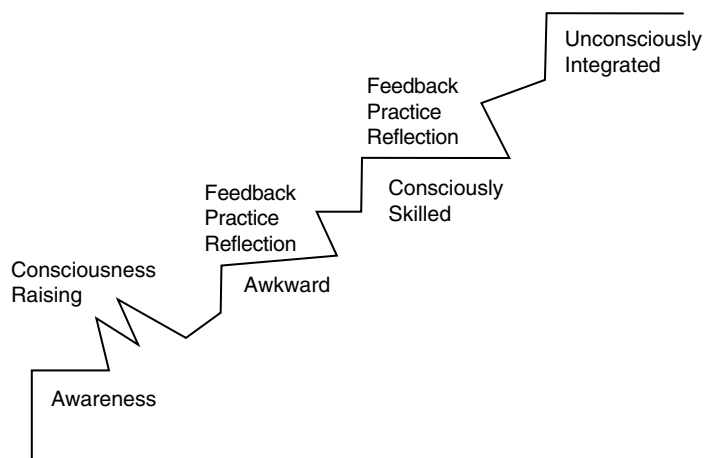 Unconsciously
Integrated
Feedback
Practice
Reflection
Consciously
Skilled
Feedback
Practice
Reflection
Awkward
Consciousness
Raising
Awareness